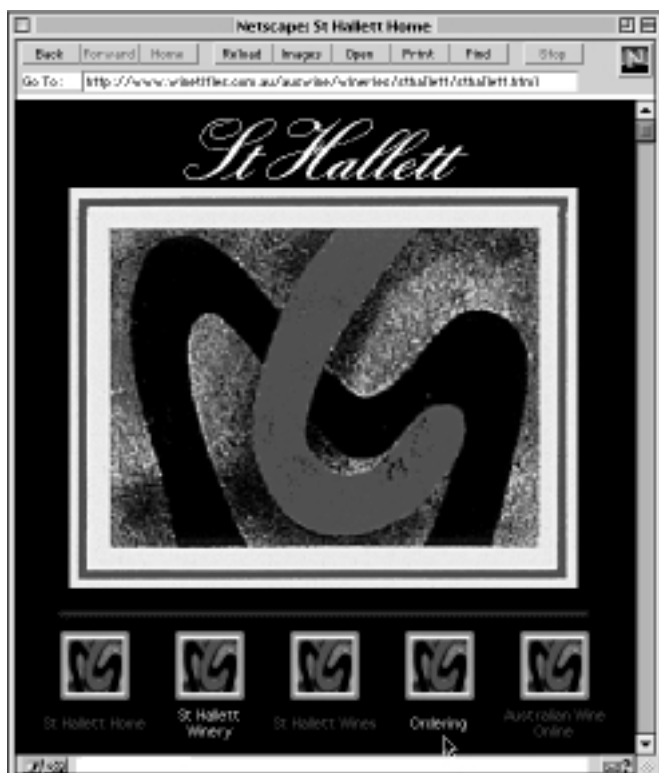 Netscape: St Hallett Home
Back Forward Home Reload Images Open Print Find Stop
Go To: http://www.winetitles.com.au/auswine/wineries/sthallett/sthallett.html
N
St Hallett
St Hallett Home
St Hallett
Winery
St Hallett Wines
Ordering
Australian Wine
Online